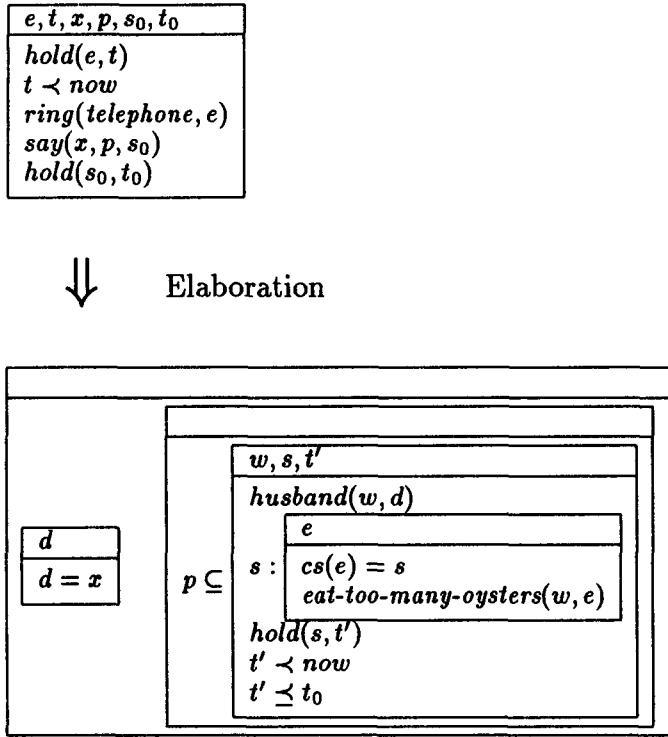 e, t, x, p, s₀, t₀
hold(e, t)
t ≺ now
ring(telephone, e)
say(x, p, s₀)
hold(s₀, t₀)
⇓ Elaboration
w, s, t′
husband(w, d)
e
d
s : cs(e) = s
d = x
p ⊆
eat-too-many-oysters(w, e)
hold(s, t′)
t′ ≺ now
t′ ⪯ t₀